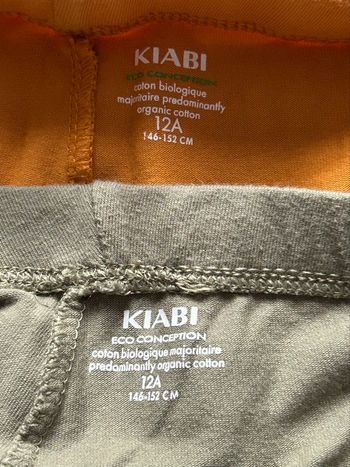 KIABI
ECO CONCEPTION
coton biologique
majoritaire predominantly
organic cotton
12A
146-152 CM
KIABI
ECO CONCEPTION
coton biologique majoritaire
predominantly organic cotton
12A
146-152 CM